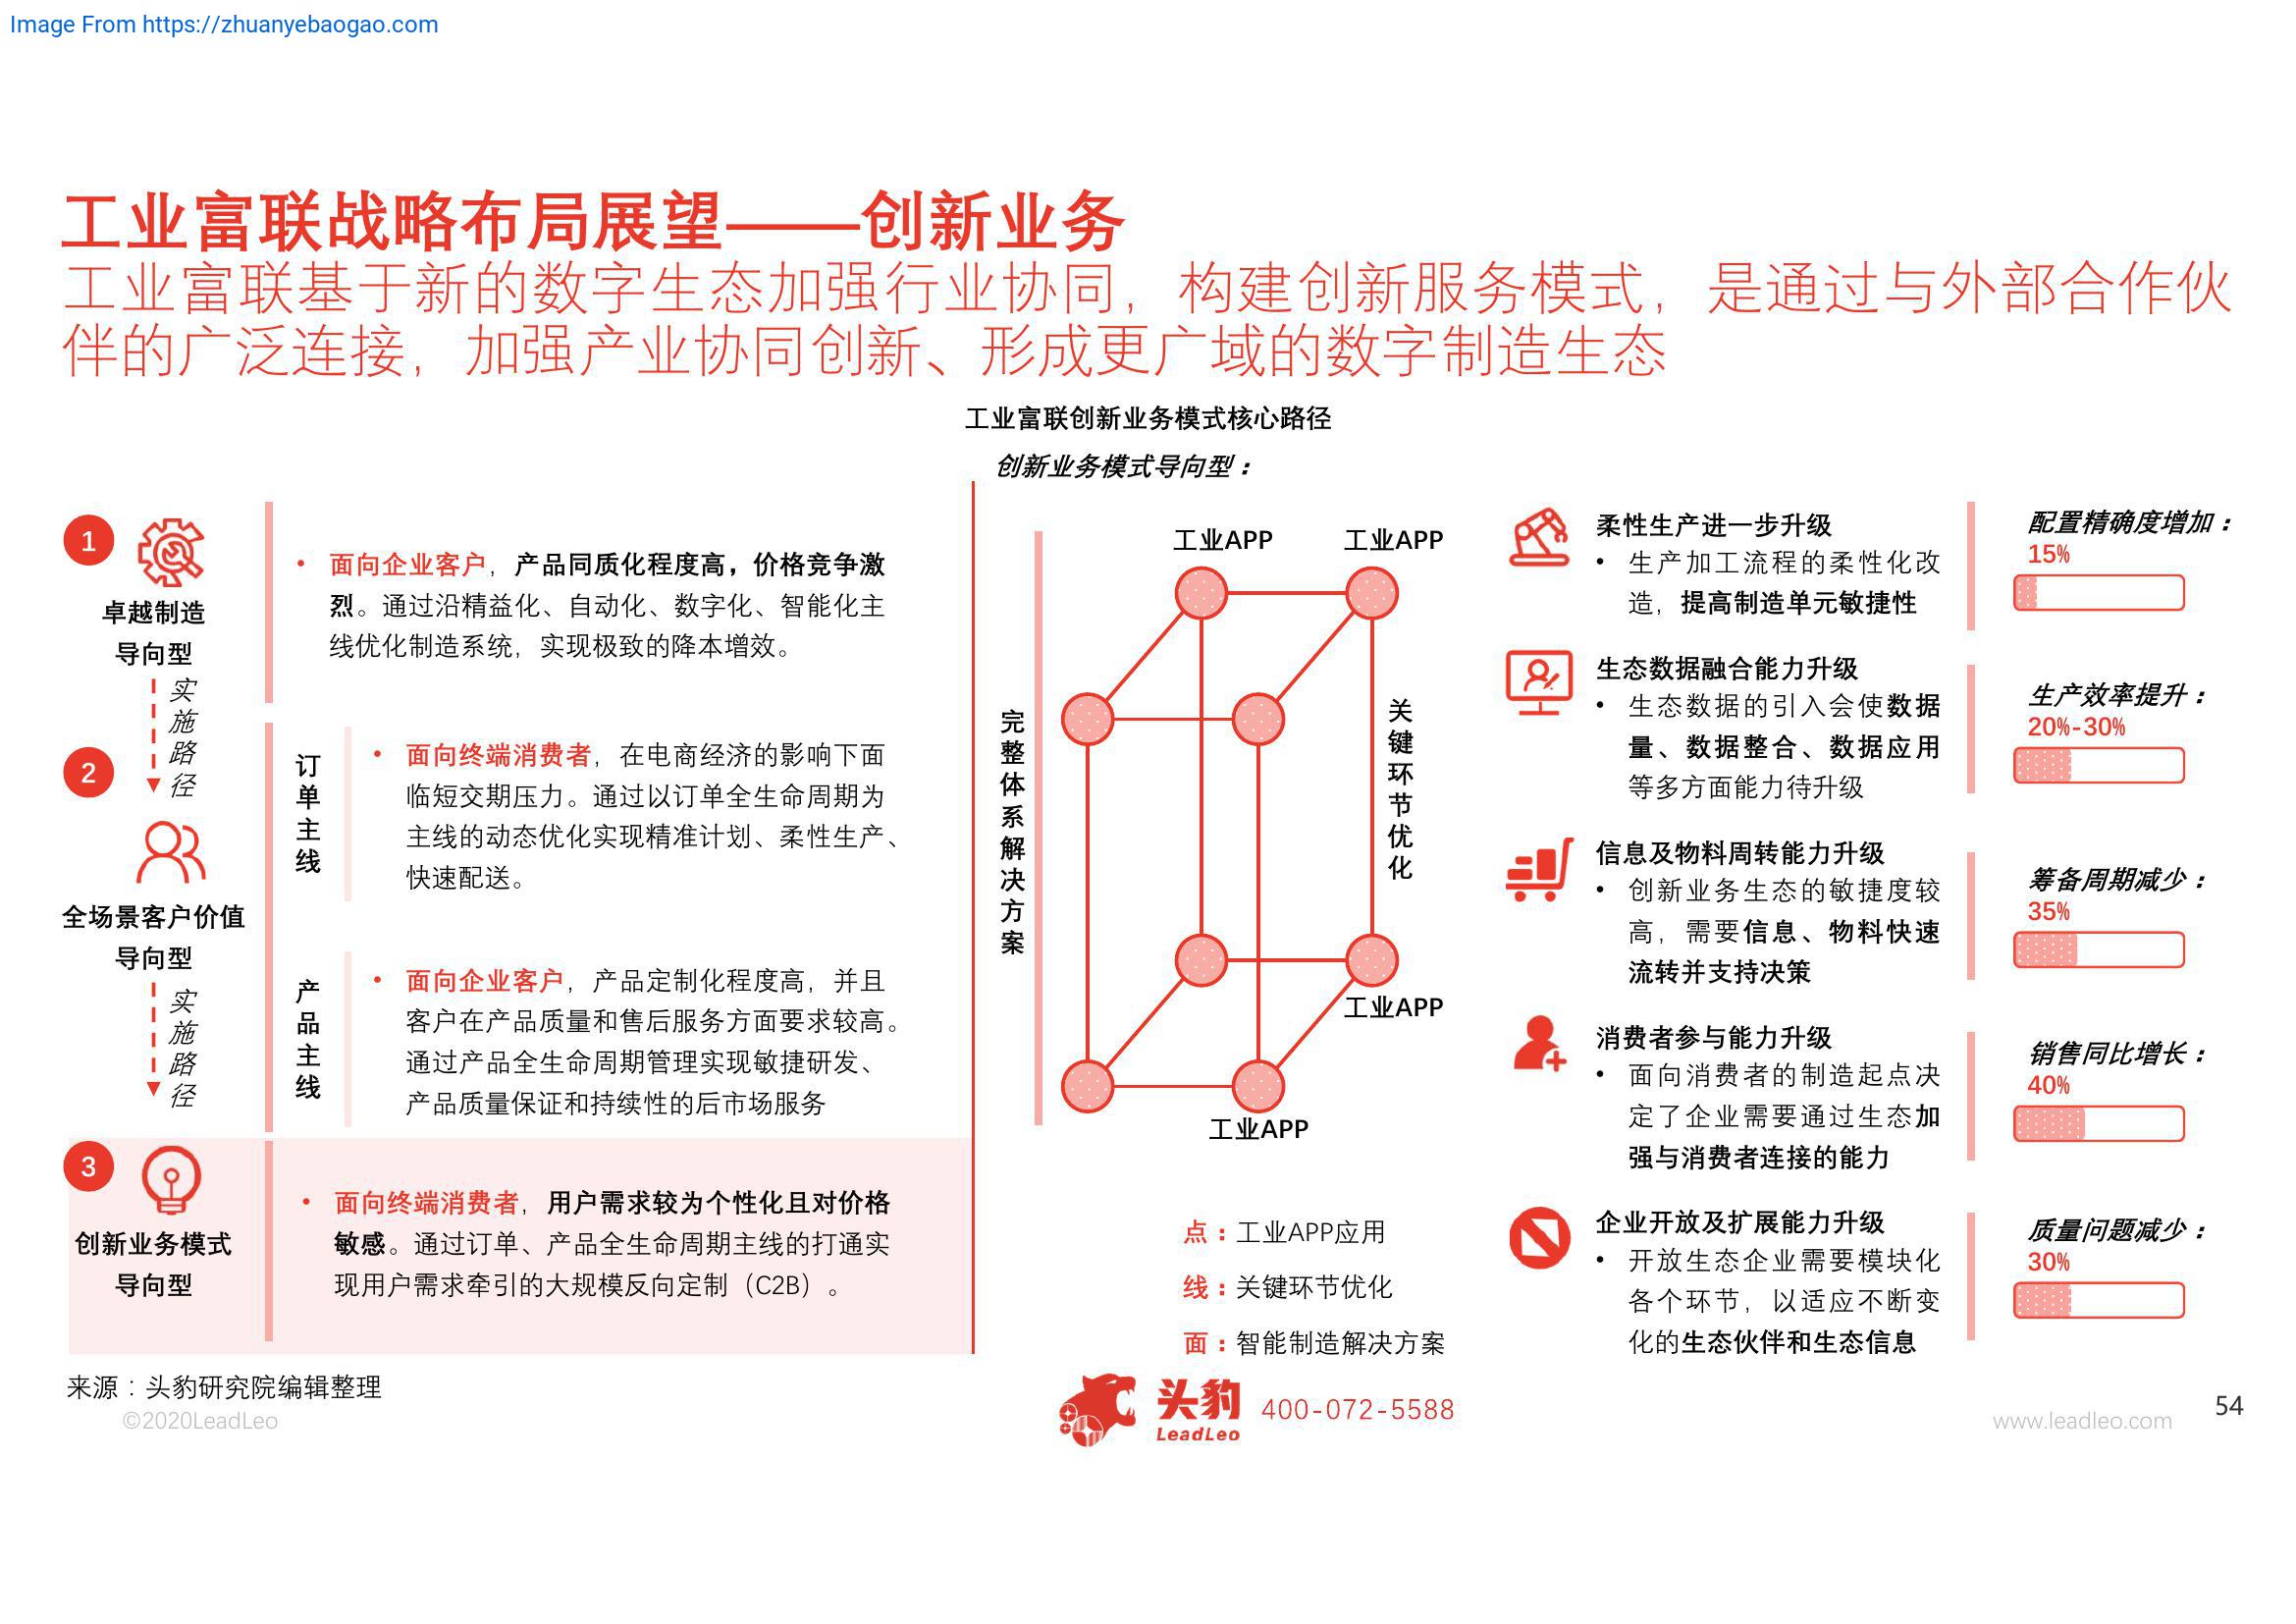 Image From https://zhuanyebaogao.com
工业富联战略布局展望——创新业务
工业富联基于新的数字生态加强行业协同，构建创新服务模式，是通过与外部合作伙
伴的广泛连接，加强产业协同创新、形成更广域的数字制造生态
工业富联创新业务模式核心路径
1
卓越制造
导向型
实施路径
• 面向企业客户，产品同质化程度高，价格竞争激
烈。通过沿精益化、自动化、数字化、智能化主
线优化制造系统，实现极致的降本增效。
2
全场景客户价值
导向型
实施路径
订单主线
• 面向终端消费者，在电商经济的影响下面
临短交期压力。通过以订单全生命周期为
主线的动态优化实现精准计划、柔性生产、
快速配送。
产品主线
• 面向企业客户，产品定制化程度高，并且
客户在产品质量和售后服务方面要求较高。
通过产品全生命周期管理实现敏捷研发、
产品质量保证和持续性的后市场服务
3
创新业务模式
导向型
• 面向终端消费者，用户需求较为个性化且对价格
敏感。通过订单、产品全生命周期主线的打通实
现用户需求牵引的大规模反向定制（C2B）。
创新业务模式导向型：
完整体系解决方案
工业APP 工业APP
关键环节优化
工业APP
工业APP
点：工业APP应用
线：关键环节优化
面：智能制造解决方案
柔性生产进一步升级
• 生产加工流程的柔性化改
造，提高制造单元敏捷性
配置精确度增加：
15%
生态数据融合能力升级
• 生态数据的引入会使数据
量、数据整合、数据应用
等多方面能力待升级
生产效率提升：
20%-30%
信息及物料周转能力升级
• 创新业务生态的敏捷度较
高，需要信息、物料快速
流转并支持决策
筹备周期减少：
35%
消费者参与能力升级
• 面向消费者的制造起点决
定了企业需要通过生态加
强与消费者连接的能力
销售同比增长：
40%
企业开放及扩展能力升级
• 开放生态企业需要模块化
各个环节，以适应不断变
化的生态伙伴和生态信息
质量问题减少：
30%
来源：头豹研究院编辑整理
©2020LeadLeo
头豹
LeadLeo
400-072-5588
www.leadleo.com
54